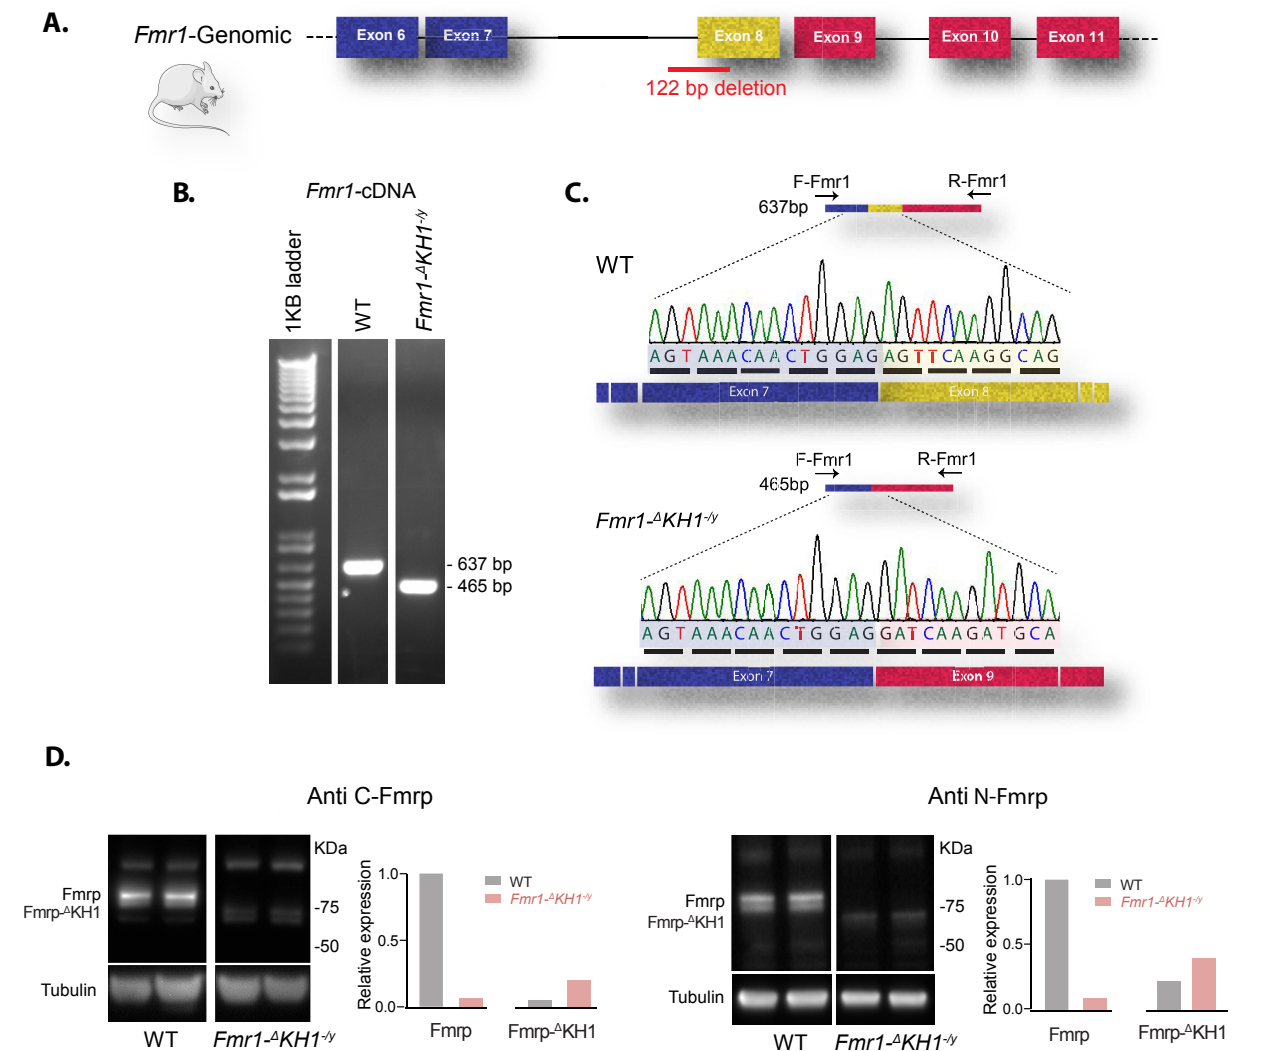 A.
Fmr1-Genomic
Exon 6
Exon 7
Exon 8
Exon 9
Exon 10
Exon 11
122 bp deletion
B.
Fmr1-cDNA
1KB ladder
WT
Fmr1-ΔKH1-/y
- 637 bp
- 465 bp
C.
F-Fmr1
R-Fmr1
637bp
WT
AGTAAACAACTGGAGAGTTCAAGGCAG
Exon 7
Exon 8
F-Fmr1
R-Fmr1
465bp
Fmr1-ΔKH1-/y
AGTAAACAACTGGAGGATCAAGATGCA
Exon 7
Exon 9
D.
Anti C-Fmrp
KDa
Fmrp
Fmrp-ΔKH1
-75
-50
Tubulin
WT
Fmr1-ΔKH1-/y
Relative expression
1.0
0.5
0.0
WT
Fmr1-ΔKH1-/y
Fmrp
Fmrp-ΔKH1
Anti N-Fmrp
KDa
Fmrp
Fmrp-ΔKH1
-75
-50
Tubulin
WT
Fmr1-ΔKH1-/y
Relative expression
1.0
0.5
0.0
WT
Fmr1-ΔKH1-/y
Fmrp
Fmrp-ΔKH1